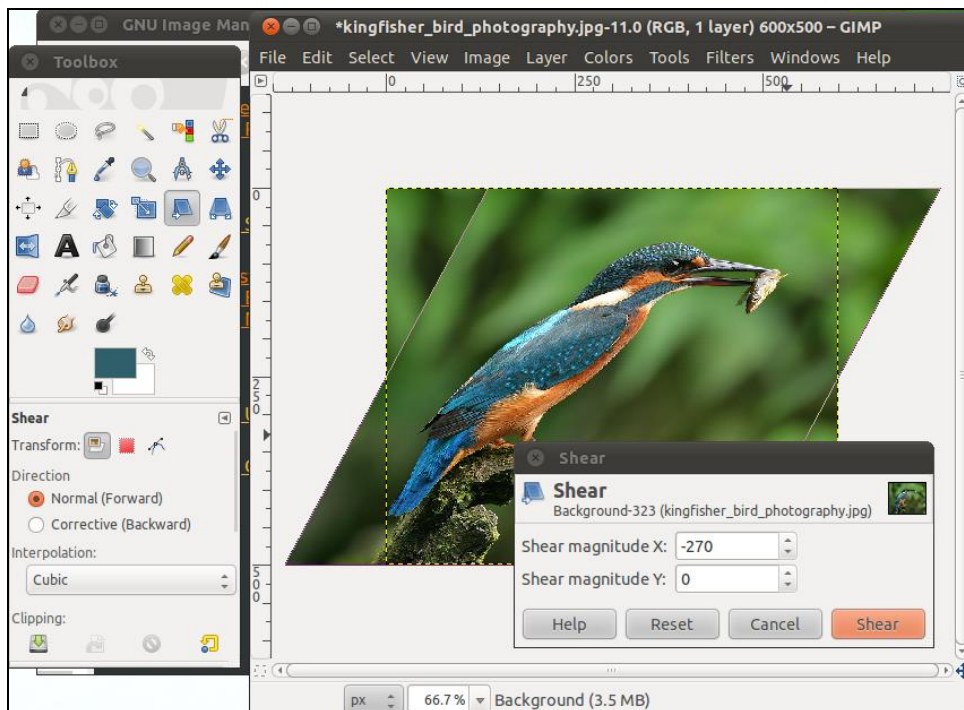 GNU Image Man
*kingfisher_bird_photography.jpg-11.0 (RGB, 1 layer) 600x500 – GIMP
Toolbox
File Edit Select View Image Layer Colors Tools Filters Windows Help
0 250 500
0
250
500
Shear
Transform:
Direction
Normal (Forward)
Corrective (Backward)
Interpolation:
Cubic
Clipping:
Shear
Shear
Background-323 (kingfisher_bird_photography.jpg)
Shear magnitude X: -270
Shear magnitude Y: 0
Help Reset Cancel Shear
px 66.7 % Background (3.5 MB)